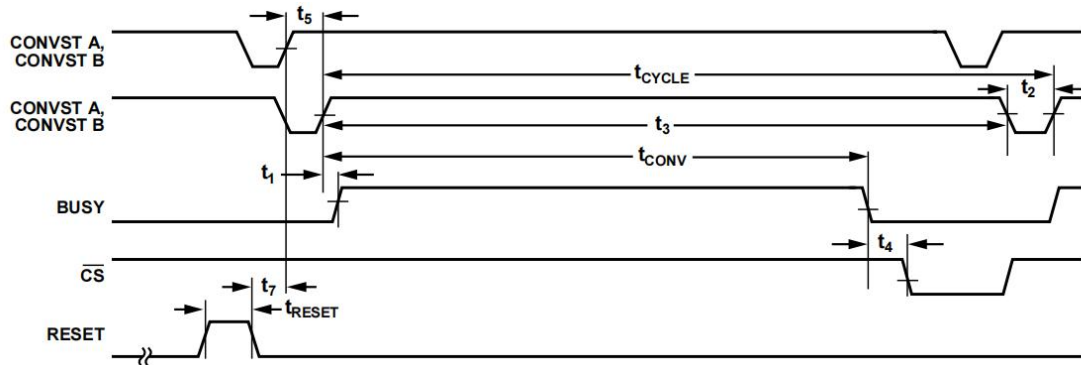 t5
CONVST A,
CONVST B
tCYCLE
t2
CONVST A,
CONVST B
t3
tCONV
t1
BUSY
t4
CS
t7
tRESET
RESET